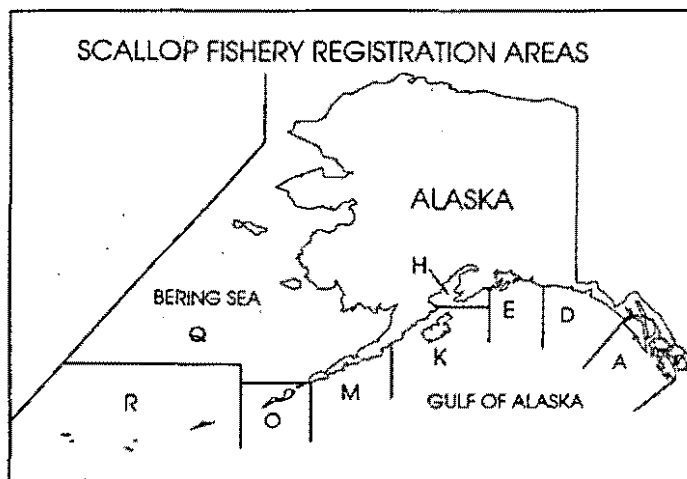 SCALLOP FISHERY REGISTRATION AREAS
ALASKA
H
BERING SEA
E
D
Q
K
A
M
R
GULF OF ALASKA
O